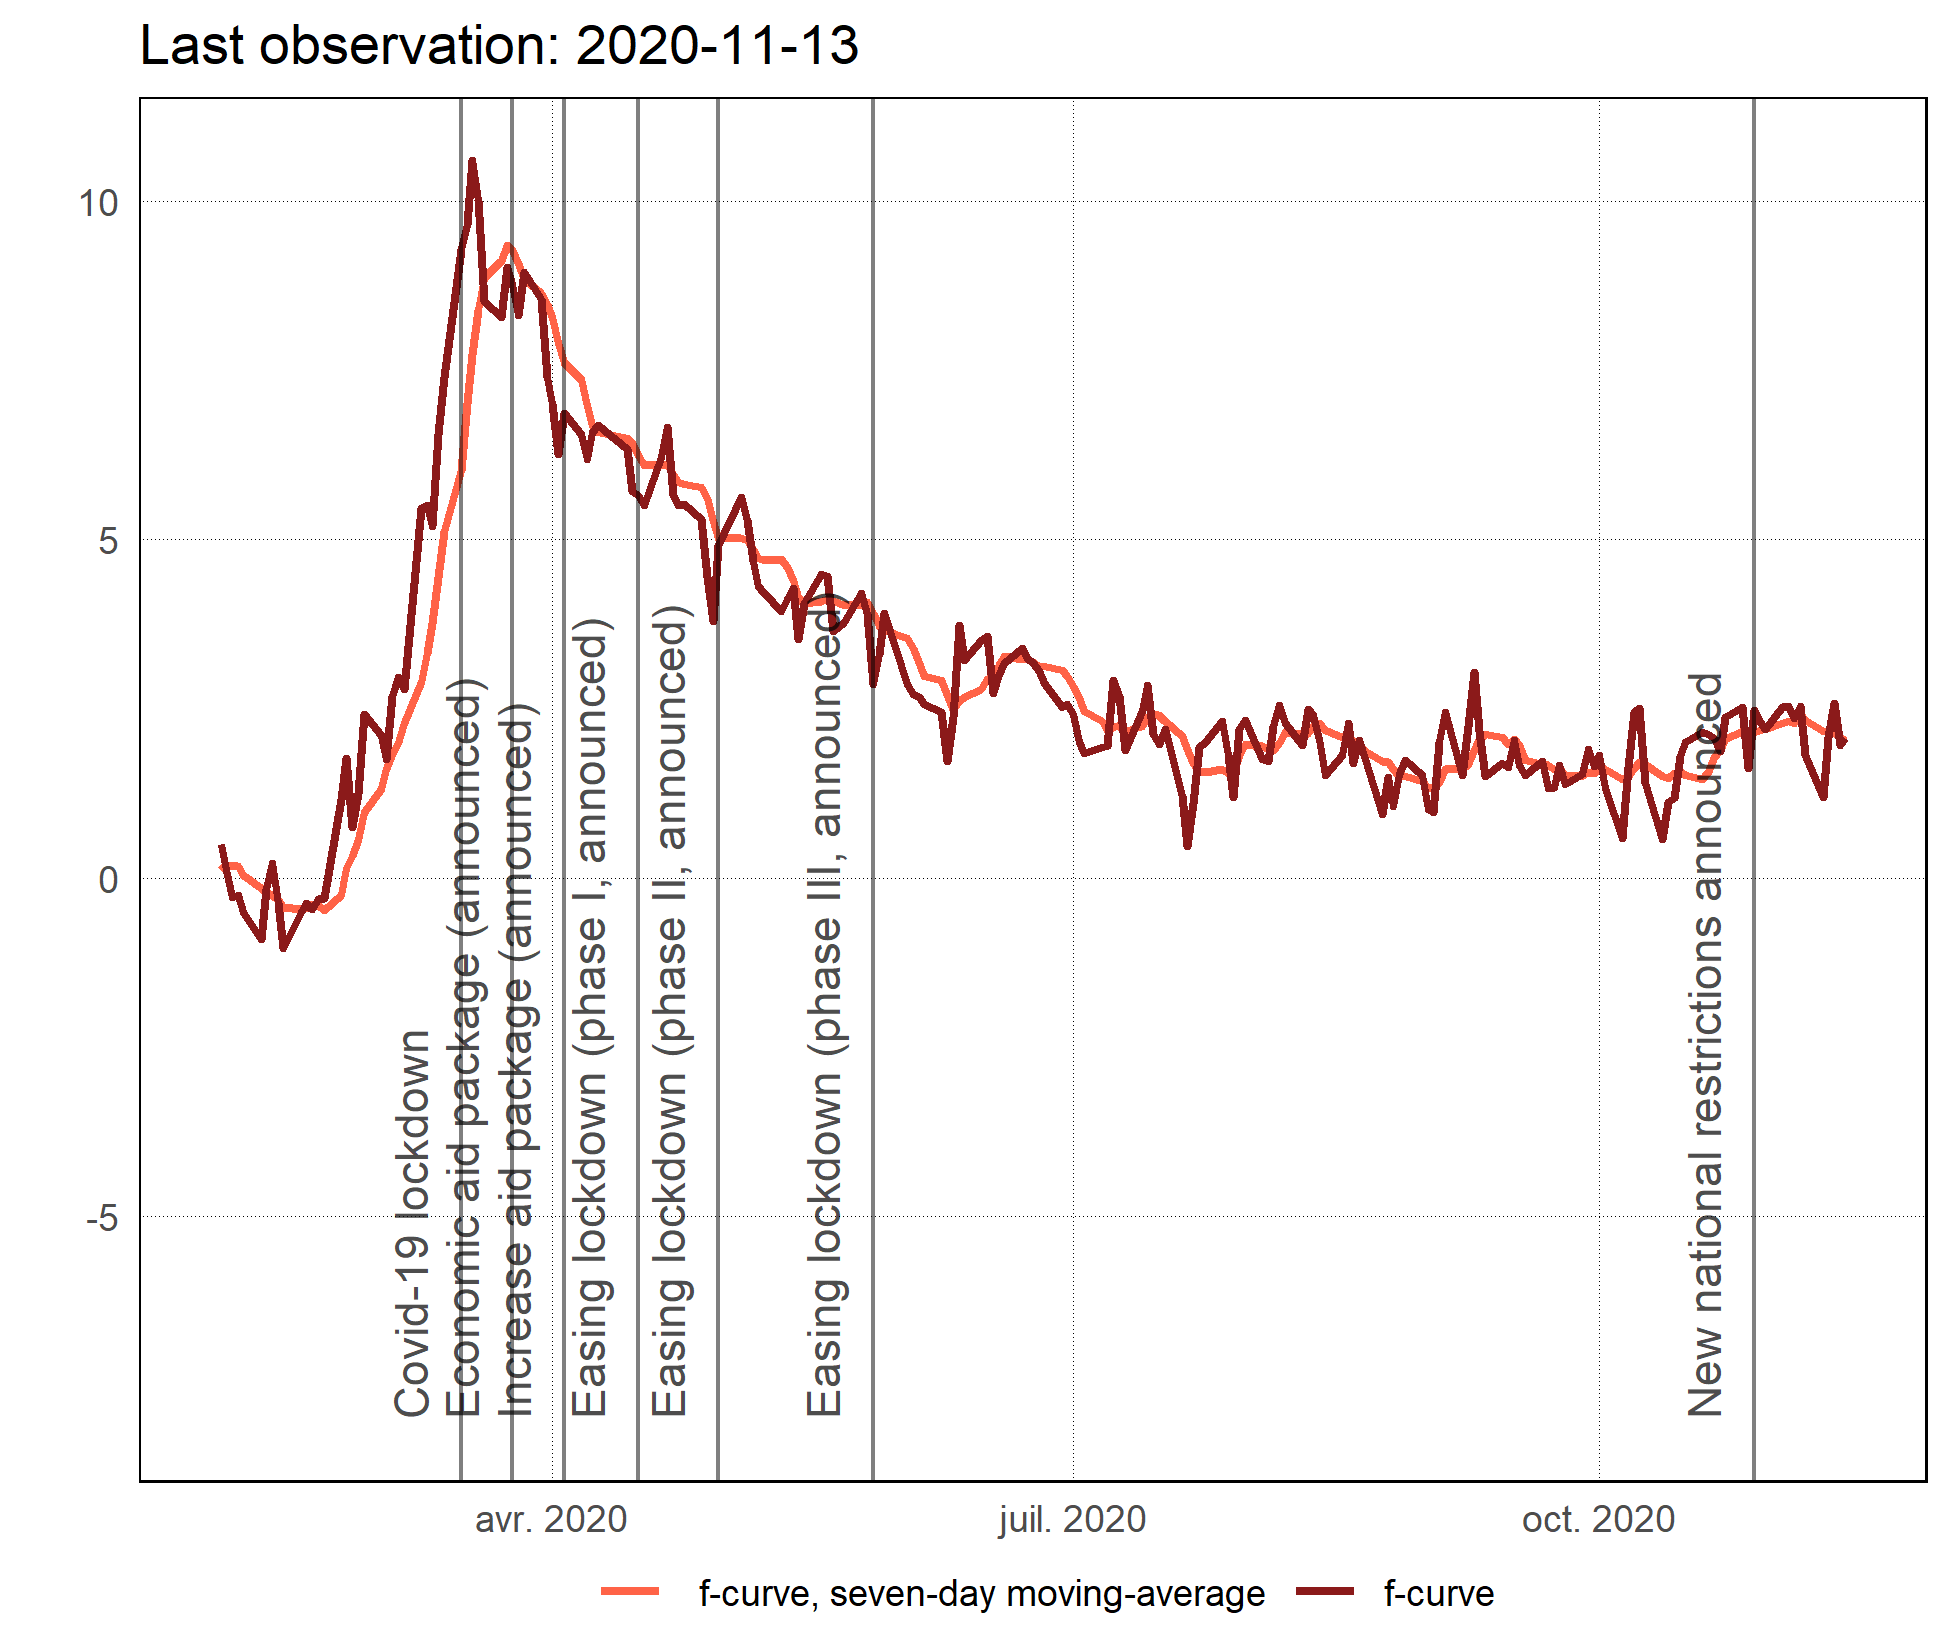 Last observation: 2020-11-13
10
5
0
-5
Covid-19 lockdown
Economic aid package (announced)
Increase aid package (announced)
Easing lockdown (phase I, announced)
Easing lockdown (phase II, announced)
Easing lockdown (phase III, announced)
New national restrictions announced
avr. 2020
juil. 2020
oct. 2020
f-curve, seven-day moving-average
f-curve